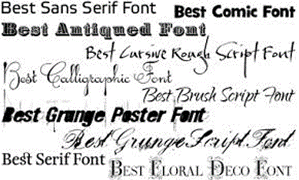 Best Sans Serif Font
Best Comic Font
Best Antiqued Font
Best Cursive Rough Script Font
Best Calligraphic Font
Best Brush Script Font
Best Grunge Poster Font
Best Grunge Script Font
Best Serif Font
Best Floral Deco Font